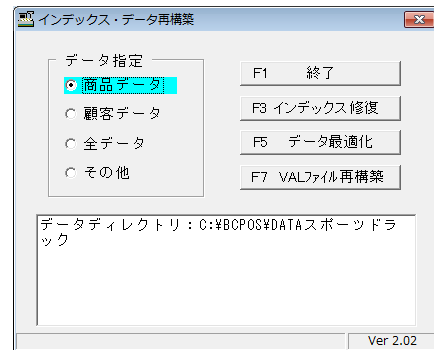 インデックス・データ再構築
データ指定
商品データ
顧客データ
全データ
その他
F1 終了
F3 インデックス修復
F5 データ最適化
F7 VALファイル再構築
データディレクトリ：C:¥BCPOS¥DATAスポーツドラ
ック
Ver 2.02